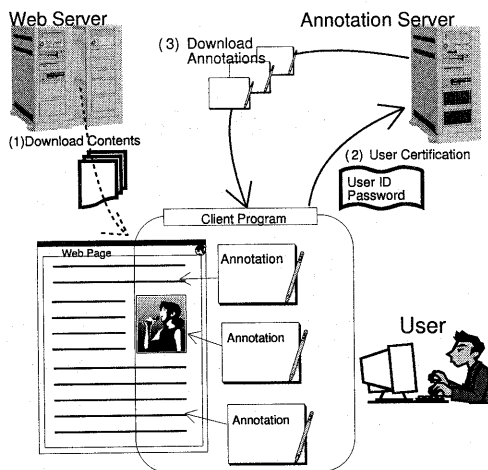 Web Server
Annotation Server
(3) Download
Annotations
(1)Download Contents
(2) User Certification
User ID
Password
Client Program
Web Page
Annotation
Annotation
Annotation
User